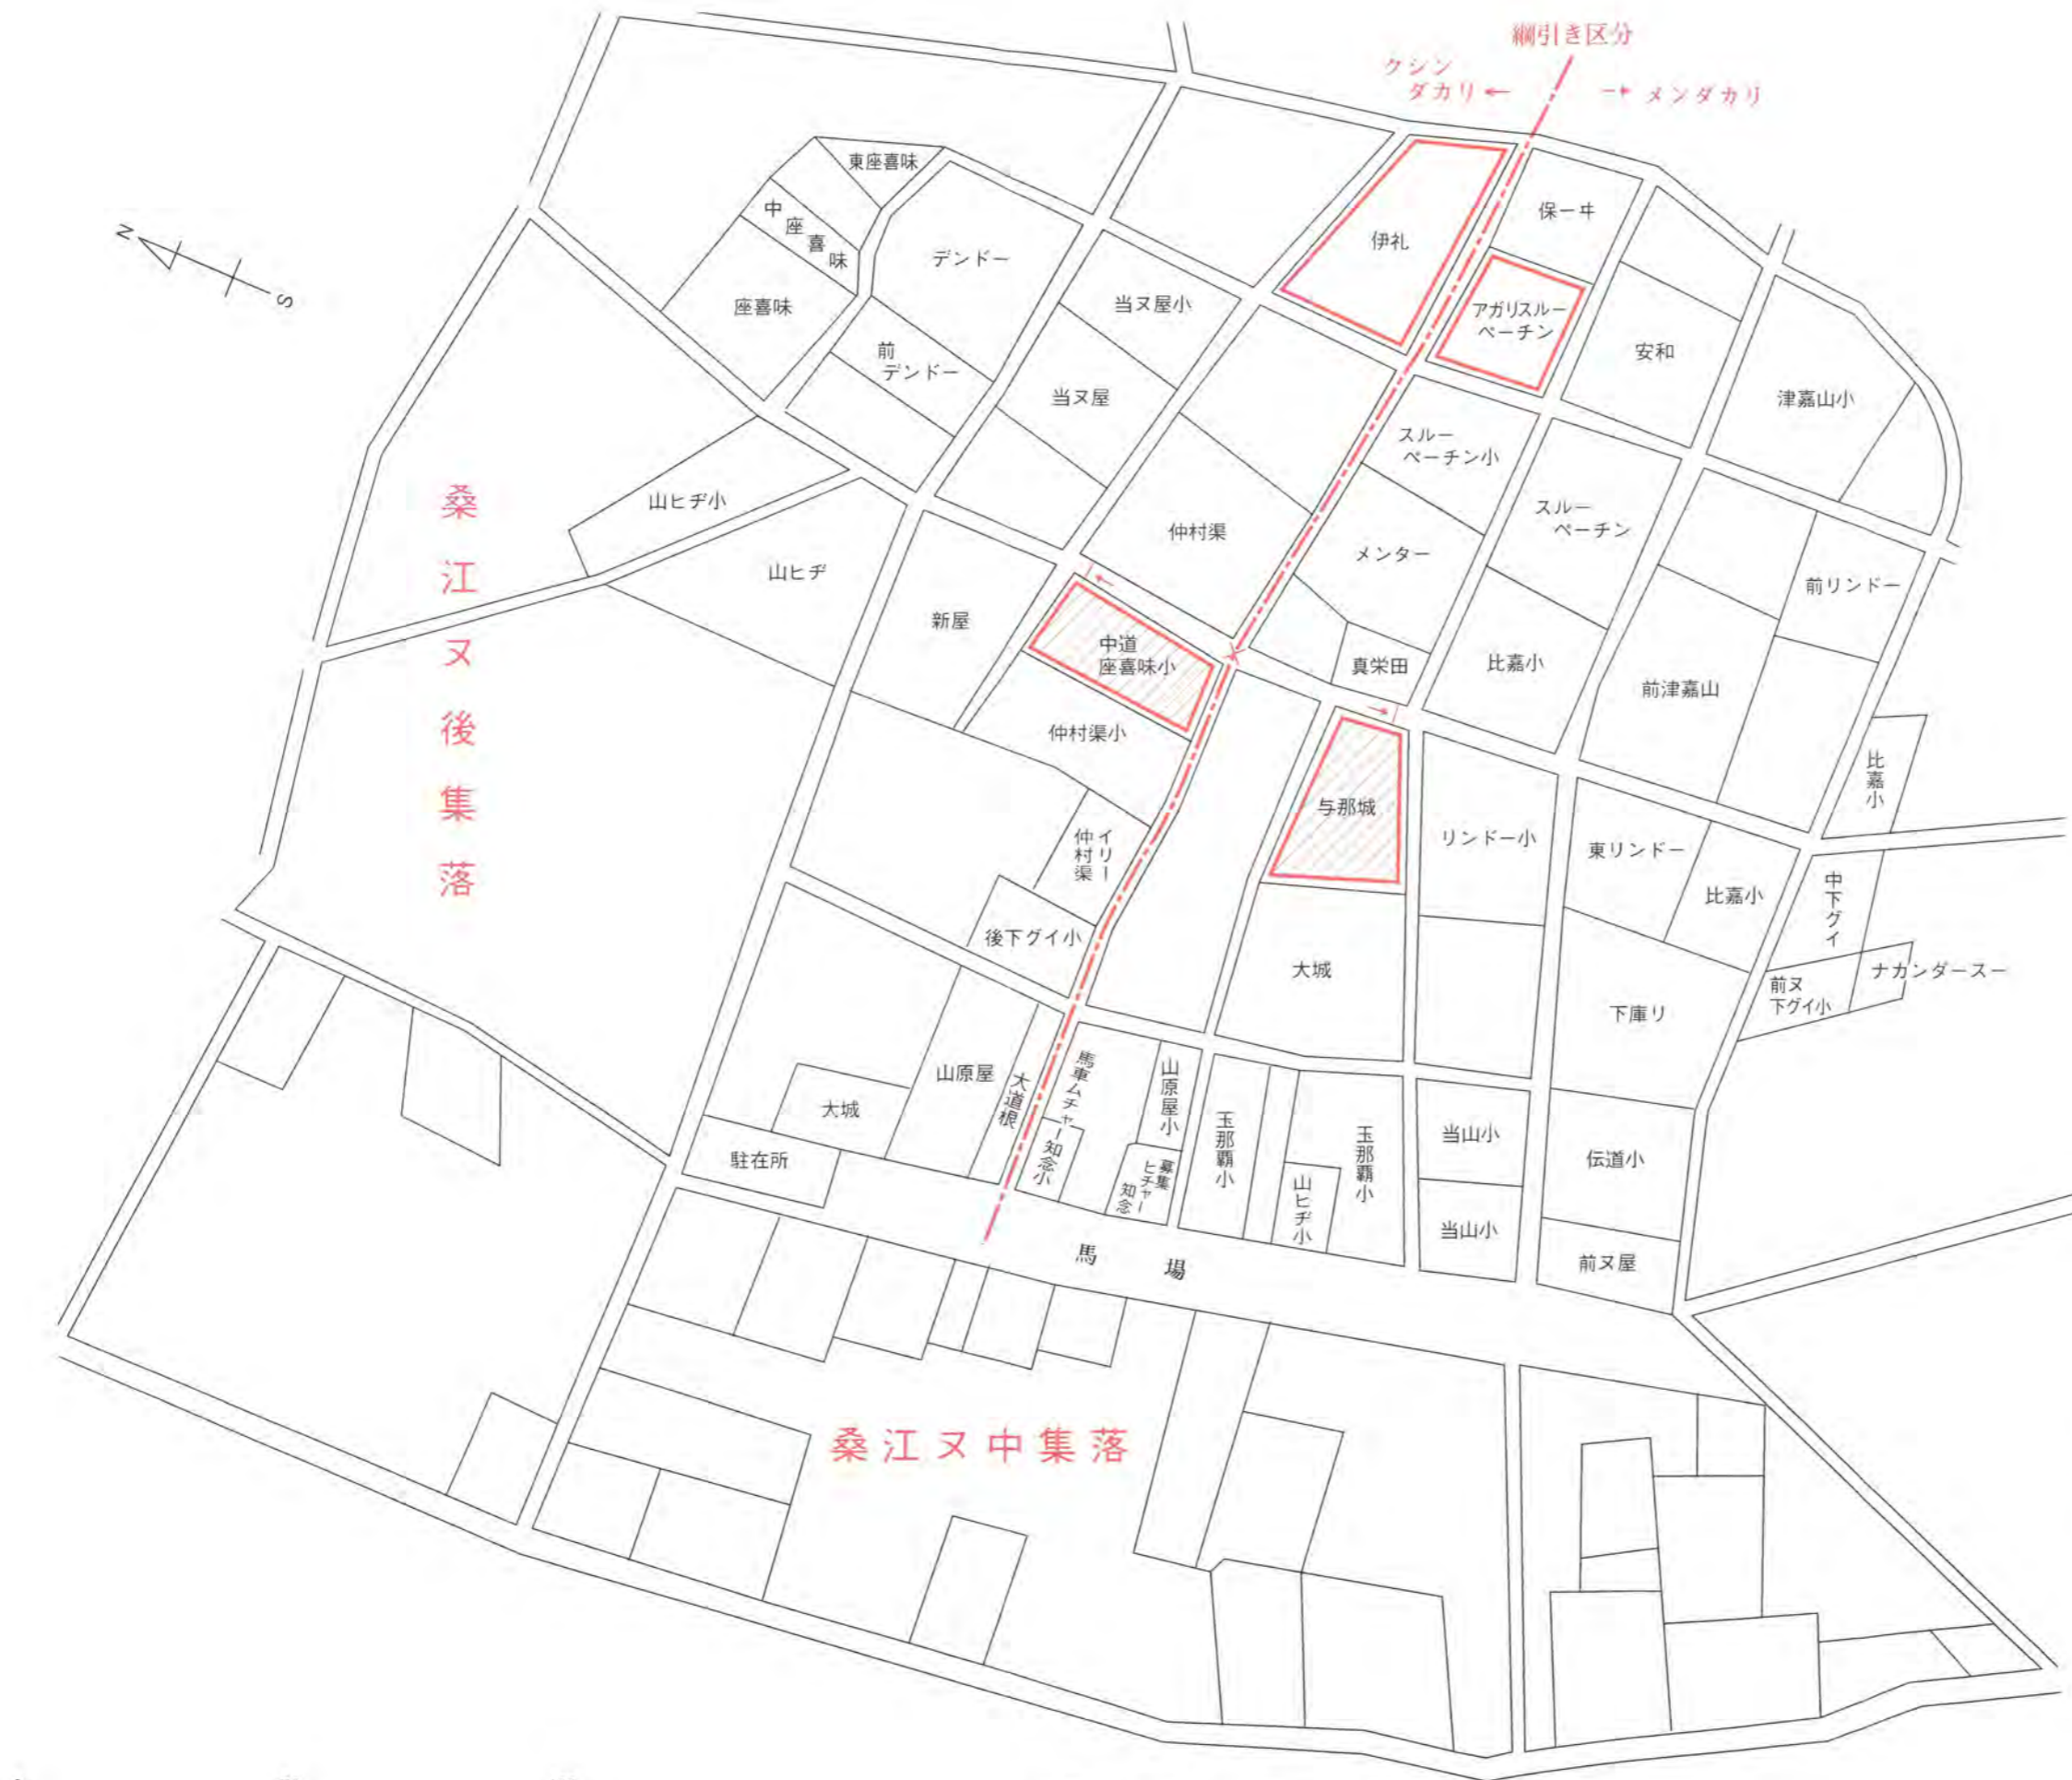 綱引き区分
クシン
ダカリ←
→メンダカリ
東座喜味
中座喜味
座喜味
デンドー
前
デンドー
当ヌ屋小
当ヌ屋
伊礼
保一ヰ
アガリスルー
ペーチン
安和
津嘉山小
N
S
スルー
ペーチン小
スルー
ペーチン
山ヒヂ小
山ヒヂ
仲村渠
メンター
前リンドー
新屋
中道
座喜味小
真栄田
比嘉小
前津嘉山
仲村渠小
与那城
リンドー小
東リンドー
比嘉小
比嘉小
イリー
仲村渠
後下グイ小
大城
中下グイ
ナカンダースー
前ヌ
下グイ小
下庫リ
山原屋
大城
大道根
馬車ムチャー知念小
山原屋小
募集
ヒチャー
知念
玉那覇小
山ヒヂ小
玉那覇小
当山小
当山小
伝道小
前ヌ屋
駐在所
馬場
桑江ヌ後集落
桑江ヌ中集落